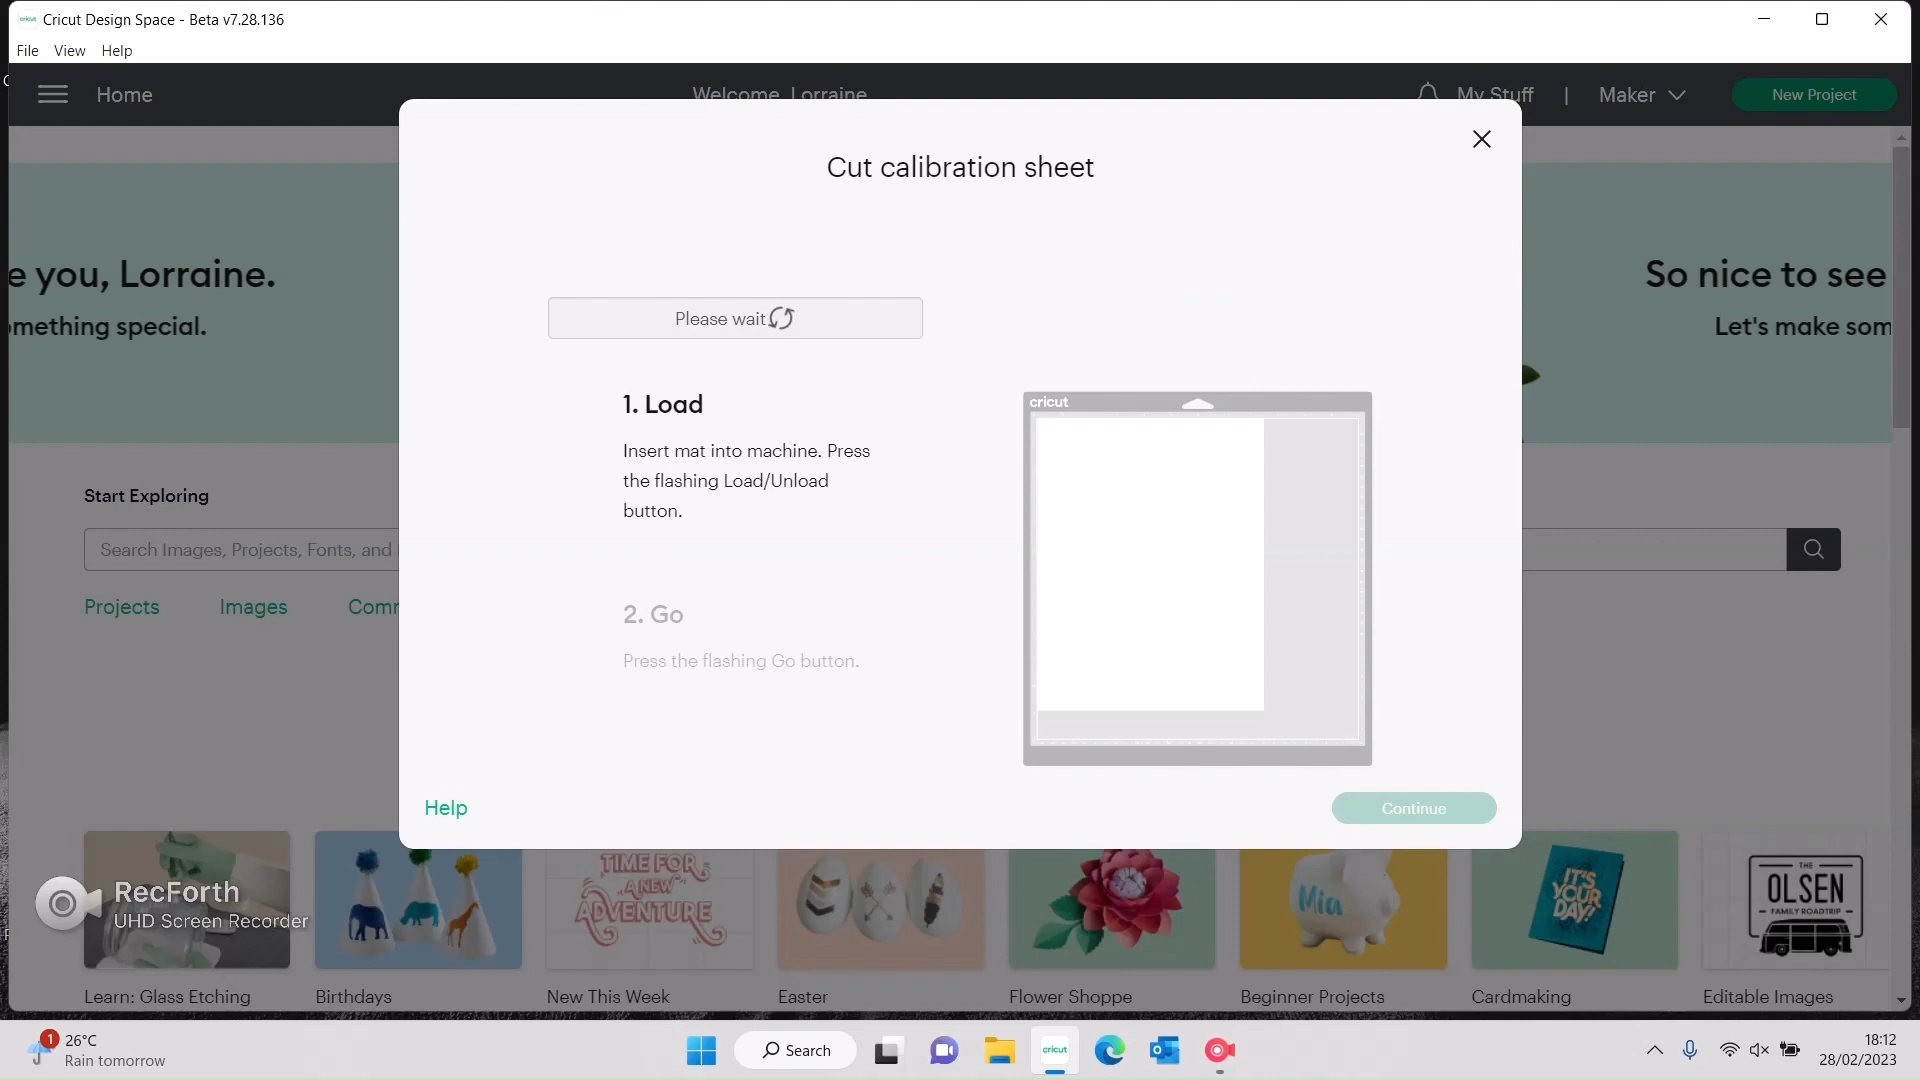 cricut Cricut Design Space - Beta v7.28.136
File View Help
Home Welcome, Lorraine My Stuff | Maker New Project
Cut calibration sheet
e you, Lorraine.
omething special.
So nice to see
Let's make som
Please wait
1. Load
Insert mat into machine. Press
the flashing Load/Unload
button.
2. Go
Press the flashing Go button.
cricut
Start Exploring
Search Images, Projects, Fonts, and
Projects Images Comm
Help
Continue
RecForth
UHD Screen Recorder
TIME FOR
A NEW
ADVENTURE
Mia
IT'S
YOUR
DAY!
THE
OLSEN
FAMILY ROADTRIP
Learn: Glass Etching Birthdays New This Week Easter Flower Shoppe Beginner Projects Cardmaking Editable Images
1
26°C
Rain tomorrow
Search
cricut
18:12
28/02/2023